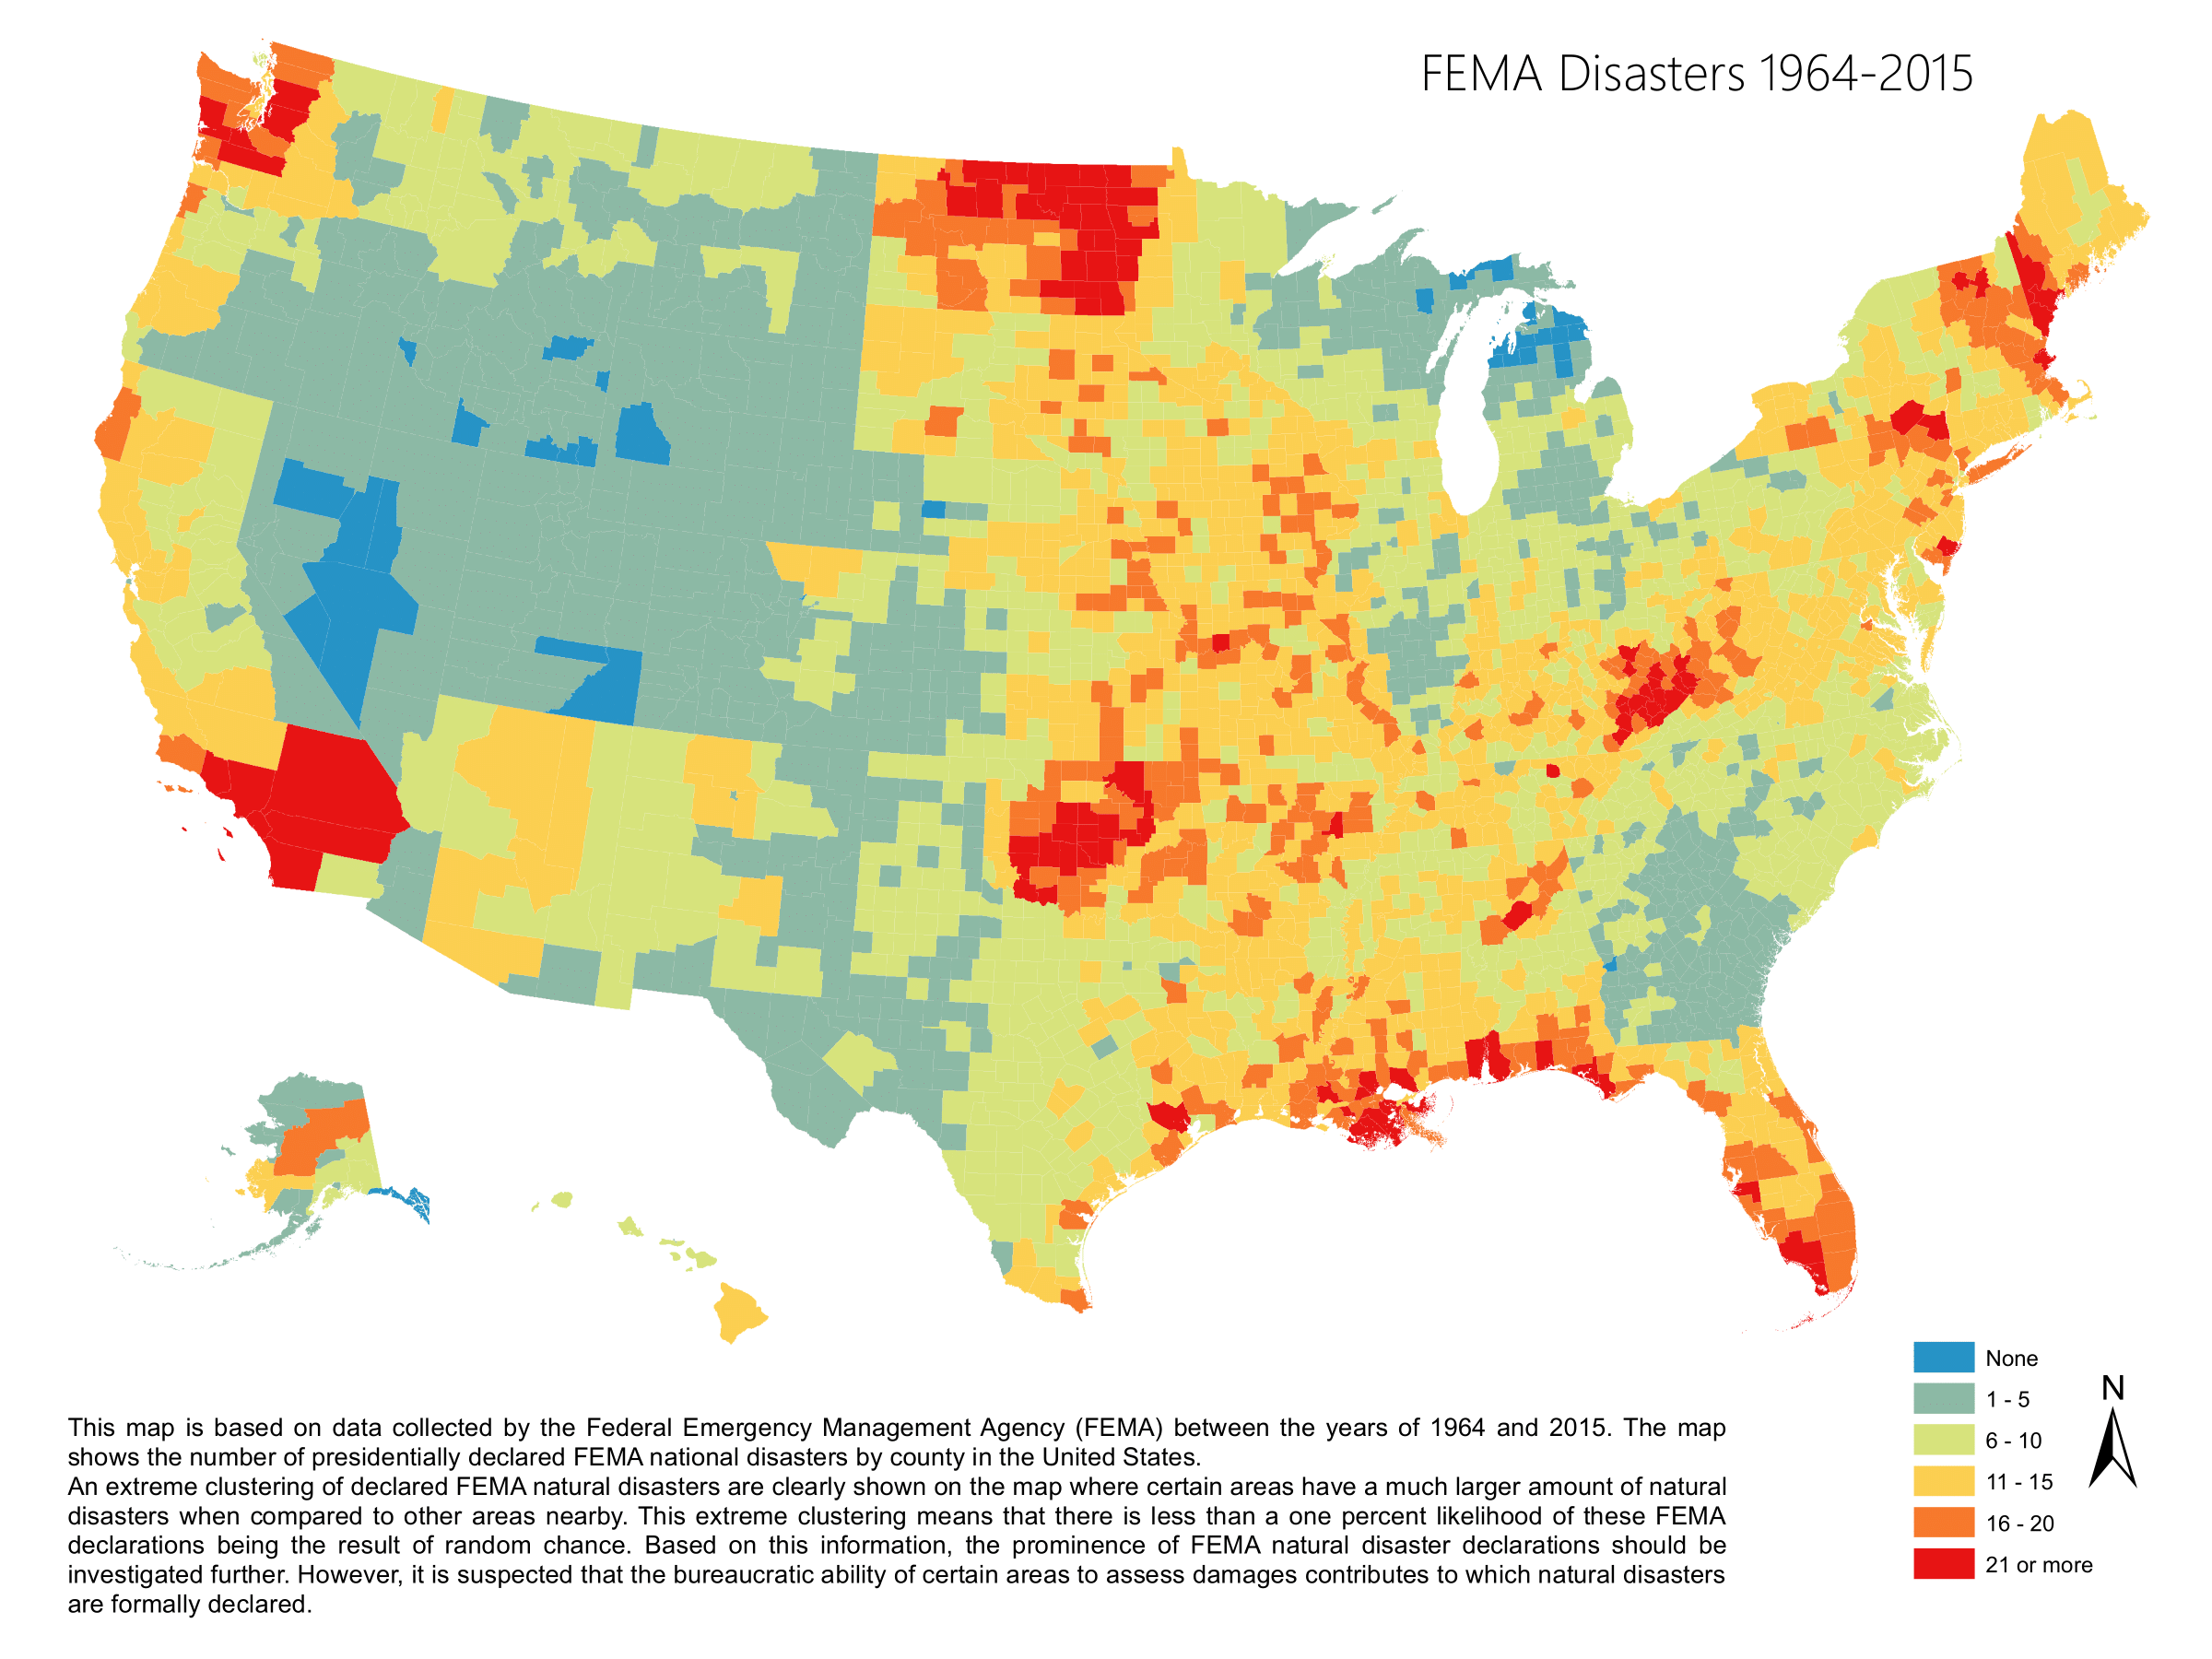 FEMA Disasters 1964-2015
None
1 - 5
6 - 10
11 - 15
16 - 20
21 or more
N
This map is based on data collected by the Federal Emergency Management Agency (FEMA) between the years of 1964 and 2015. The map
shows the number of presidentially declared FEMA national disasters by county in the United States.
An extreme clustering of declared FEMA natural disasters are clearly shown on the map where certain areas have a much larger amount of natural
disasters when compared to other areas nearby. This extreme clustering means that there is less than a one percent likelihood of these FEMA
declarations being the result of random chance. Based on this information, the prominence of FEMA natural disaster declarations should be
investigated further. However, it is suspected that the bureaucratic ability of certain areas to assess damages contributes to which natural disasters
are formally declared.